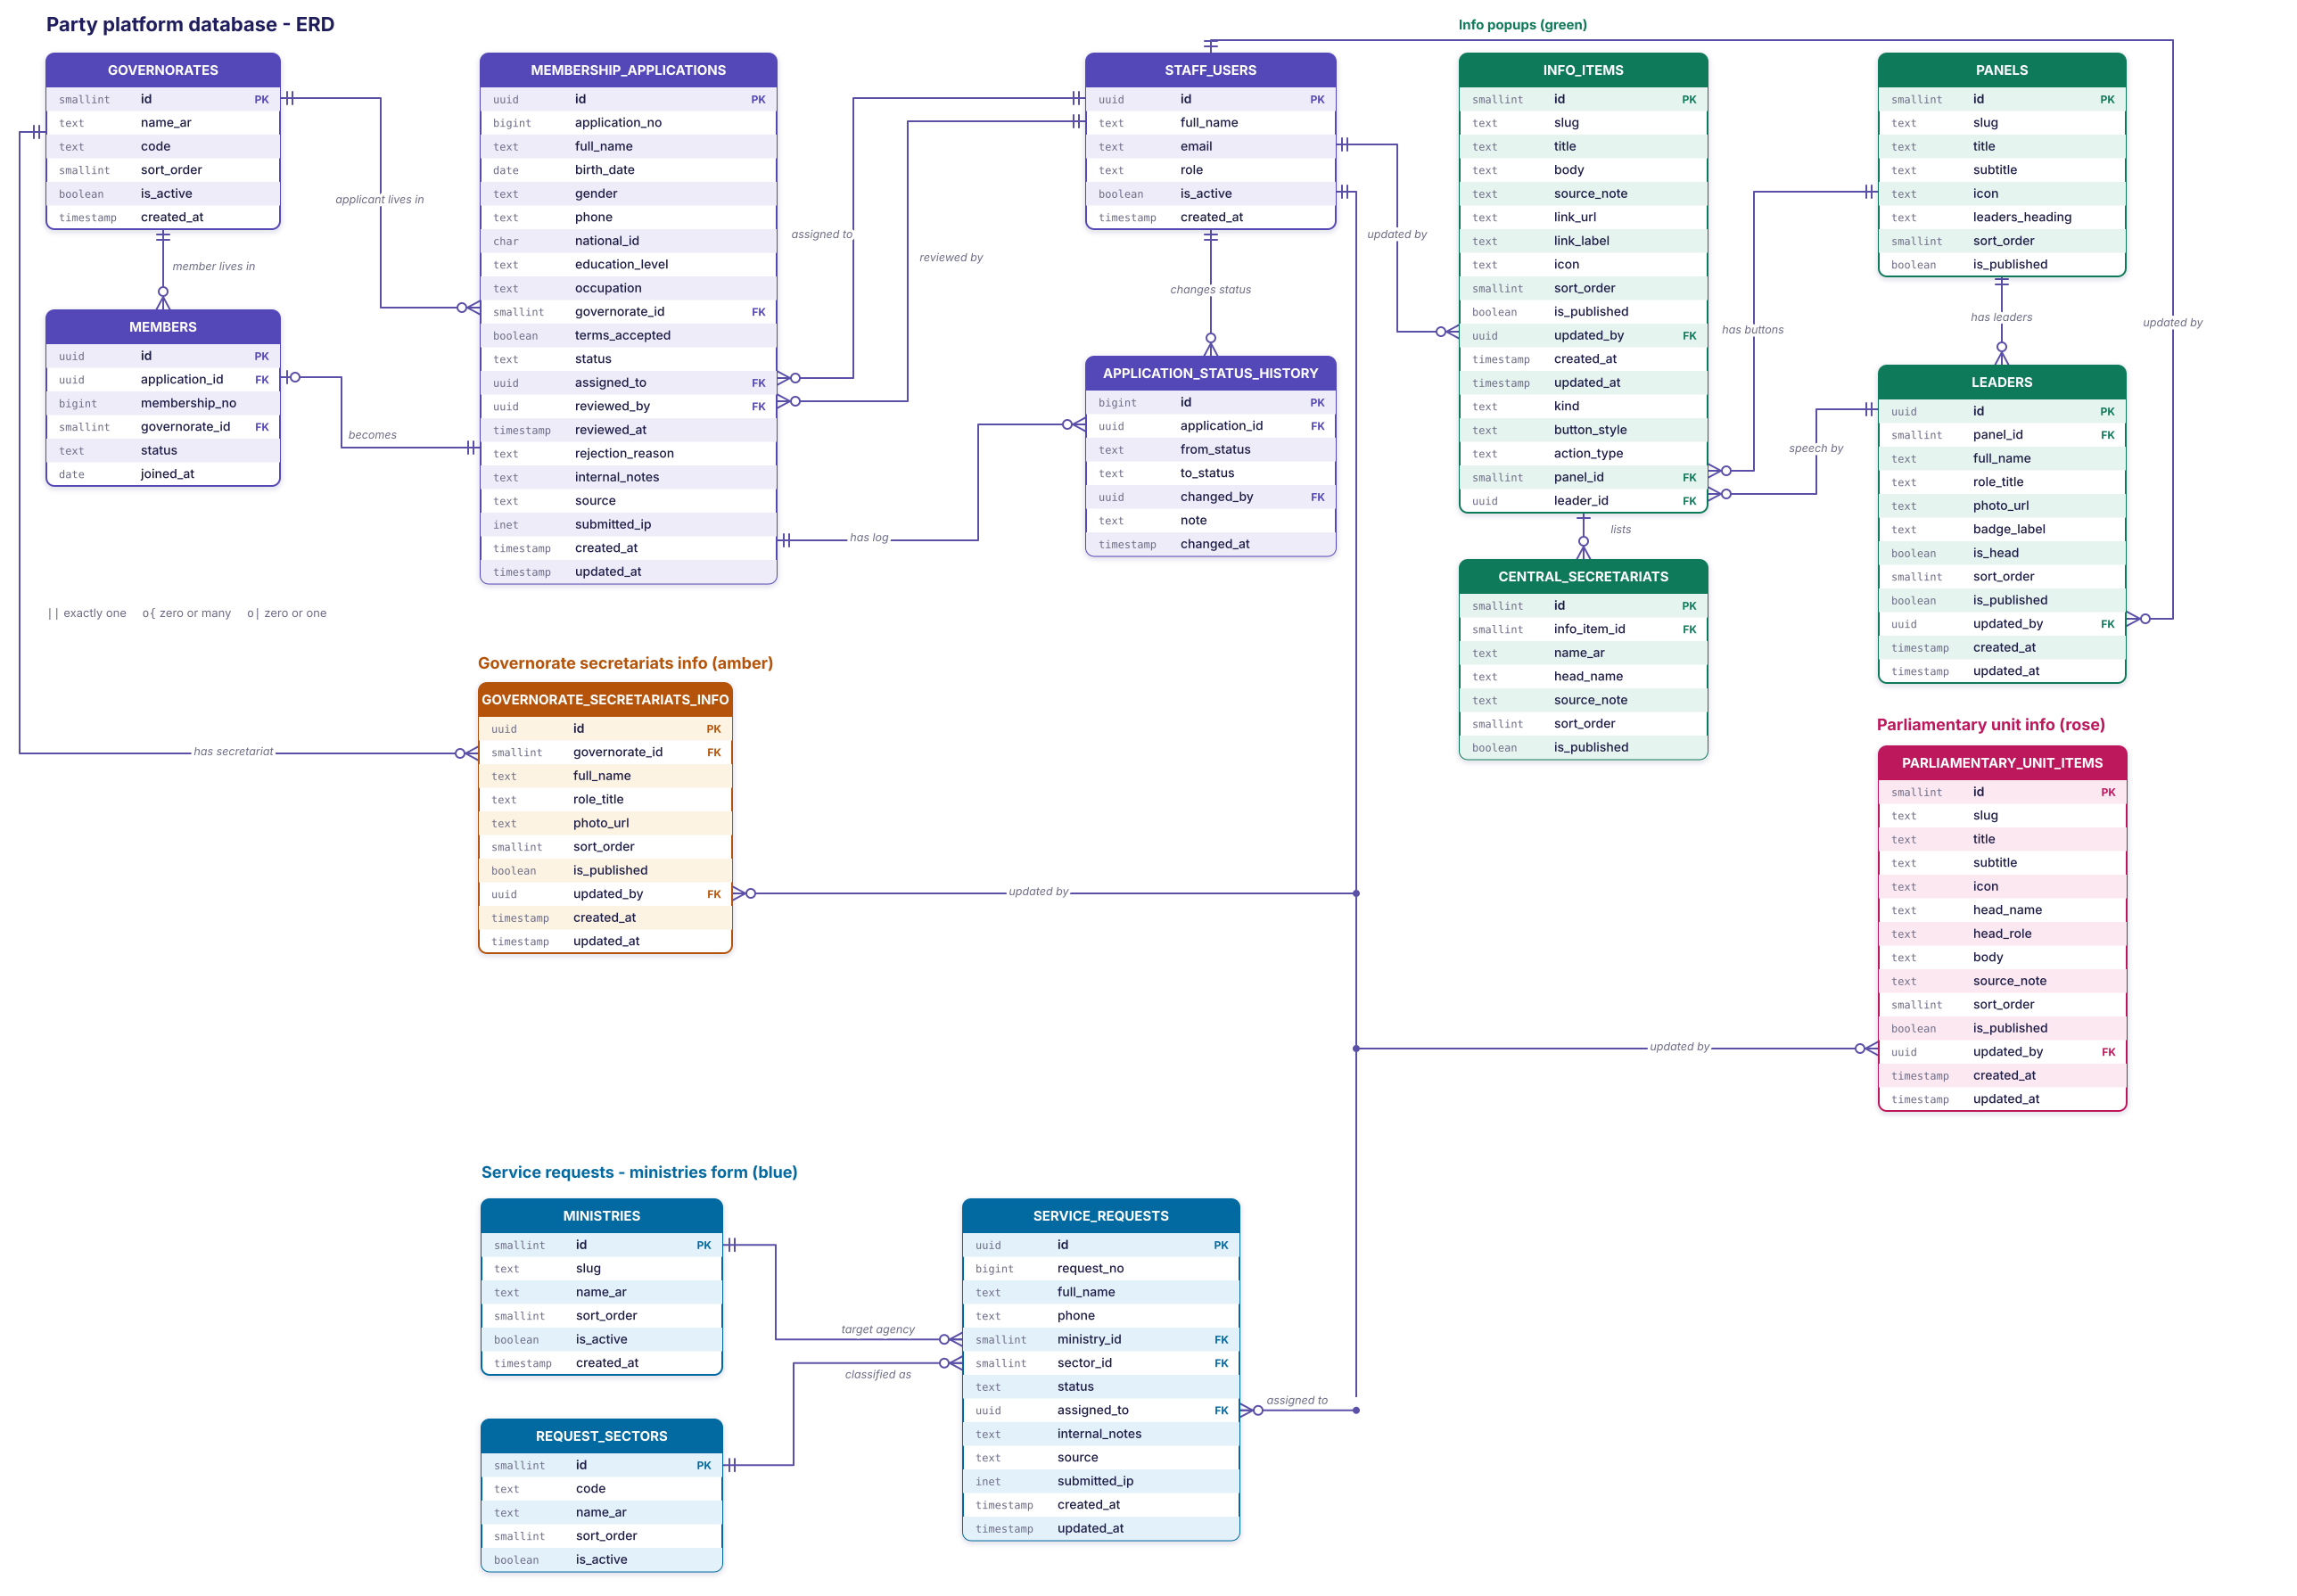 Party platform database - ERD
Info popups (green)
GOVERNORATES
smallint id PK
text name_ar
text code
smallint sort_order
boolean is_active
timestamp created_at
member lives in
applicant lives in
MEMBERS
uuid id PK
uuid application_id FK
bigint membership_no
smallint governorate_id FK
text status
date joined_at
becomes
|| exactly one o{ zero or many o| zero or one
MEMBERSHIP_APPLICATIONS
uuid id PK
bigint application_no
text full_name
date birth_date
text gender
text phone
char national_id
text education_level
text occupation
smallint governorate_id FK
boolean terms_accepted
text status
uuid assigned_to FK
uuid reviewed_by FK
timestamp reviewed_at
text rejection_reason
text internal_notes
text source
inet submitted_ip
timestamp created_at
timestamp updated_at
assigned to
reviewed by
has log
STAFF_USERS
uuid id PK
text full_name
text email
text role
boolean is_active
timestamp created_at
changes status
updated by
APPLICATION_STATUS_HISTORY
bigint id PK
uuid application_id FK
text from_status
text to_status
uuid changed_by FK
text note
timestamp changed_at
INFO_ITEMS
smallint id PK
text slug
text title
text body
text source_note
text link_url
text link_label
text icon
smallint sort_order
boolean is_published
uuid updated_by FK
timestamp created_at
timestamp updated_at
text kind
text button_style
text action_type
smallint panel_id FK
uuid leader_id FK
lists
has buttons
speech by
CENTRAL_SECRETARIATS
smallint id PK
smallint info_item_id FK
text name_ar
text head_name
text source_note
smallint sort_order
boolean is_published
PANELS
smallint id PK
text slug
text title
text subtitle
text icon
text leaders_heading
smallint sort_order
boolean is_published
has leaders
updated by
LEADERS
uuid id PK
smallint panel_id FK
text full_name
text role_title
text photo_url
text badge_label
boolean is_head
smallint sort_order
boolean is_published
uuid updated_by FK
timestamp created_at
timestamp updated_at
Governorate secretariats info (amber)
has secretariat
GOVERNORATE_SECRETARIATS_INFO
uuid id PK
smallint governorate_id FK
text full_name
text role_title
text photo_url
smallint sort_order
boolean is_published
uuid updated_by FK
timestamp created_at
timestamp updated_at
updated by
Parliamentary unit info (rose)
PARLIAMENTARY_UNIT_ITEMS
smallint id PK
text slug
text title
text subtitle
text icon
text head_name
text head_role
text body
text source_note
smallint sort_order
boolean is_published
uuid updated_by FK
timestamp created_at
timestamp updated_at
updated by
Service requests - ministries form (blue)
MINISTRIES
smallint id PK
text slug
text name_ar
smallint sort_order
boolean is_active
timestamp created_at
target agency
classified as
REQUEST_SECTORS
smallint id PK
text code
text name_ar
smallint sort_order
boolean is_active
SERVICE_REQUESTS
uuid id PK
bigint request_no
text full_name
text phone
smallint ministry_id FK
smallint sector_id FK
text status
uuid assigned_to FK
text internal_notes
text source
inet submitted_ip
timestamp created_at
timestamp updated_at
assigned to